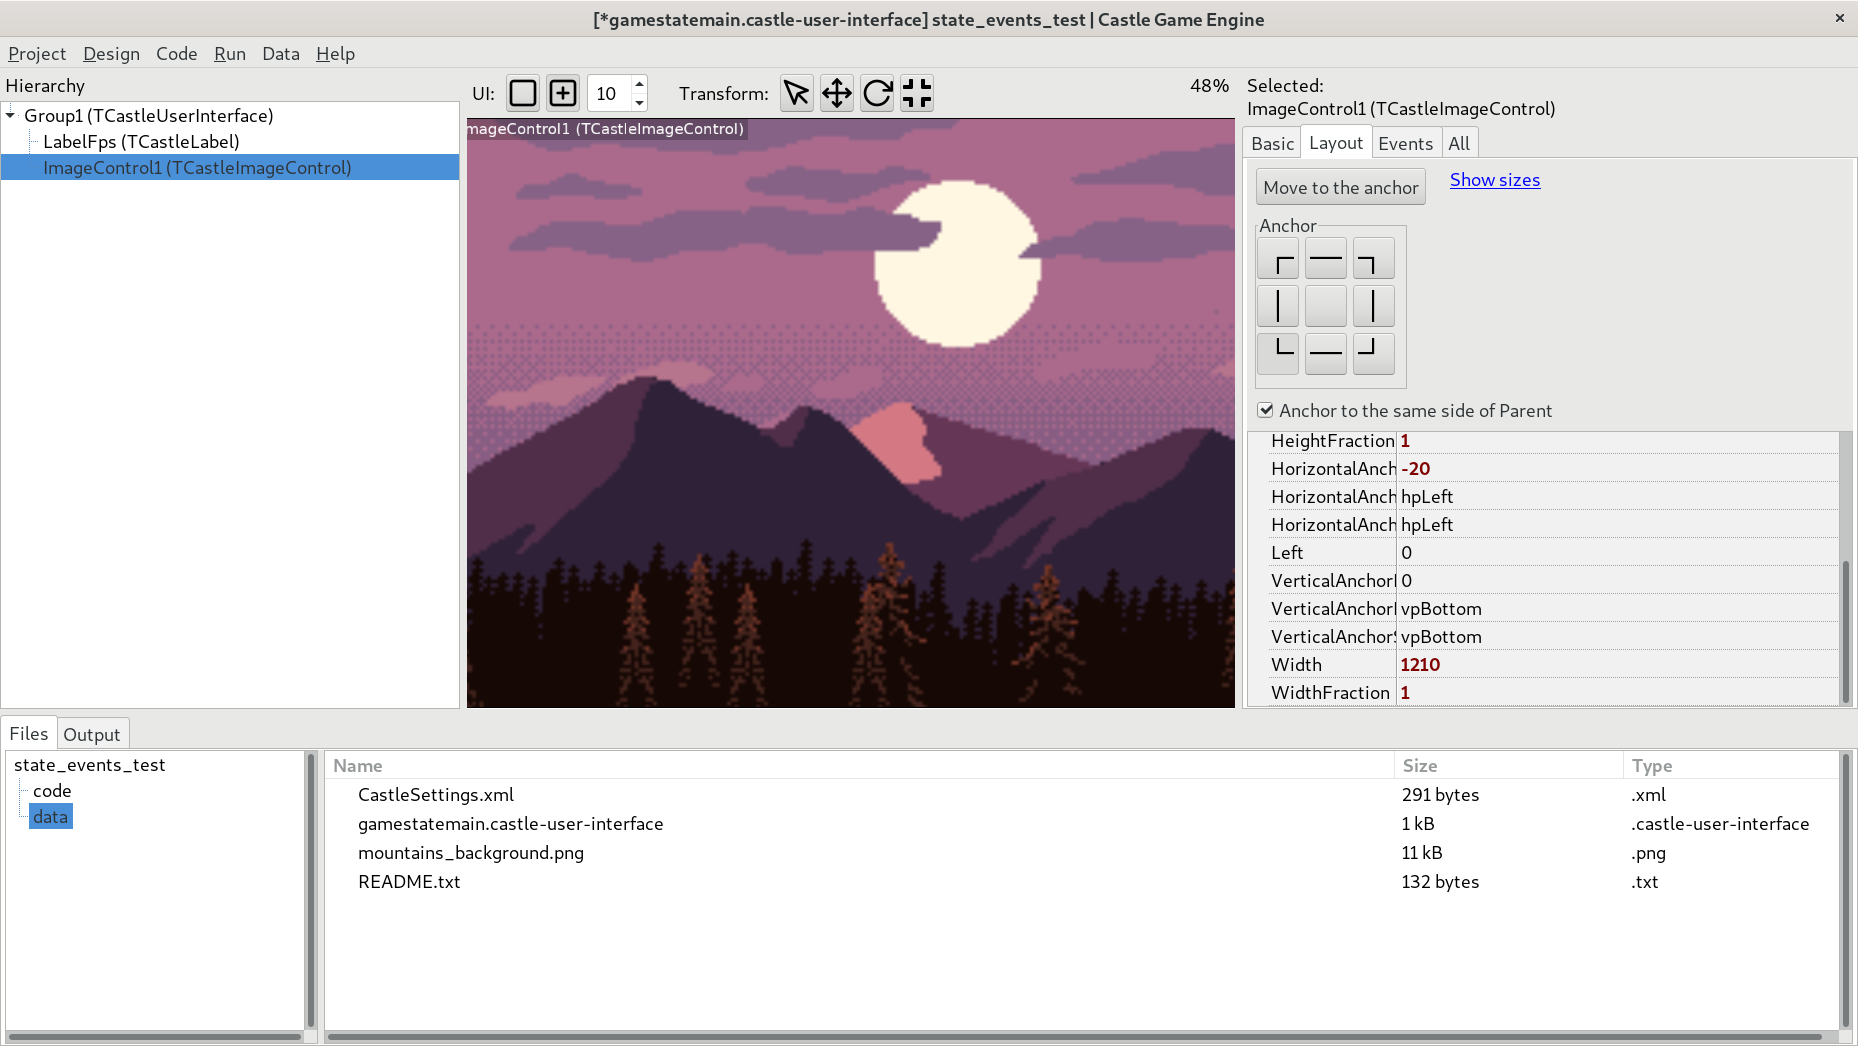 [*gamestatemain.castle-user-interface] state_events_test | Castle Game Engine
Project Design Code Run Data Help
Hierarchy
Group1 (TCastleUserInterface)
LabelFps (TCastleLabel)
ImageControl1 (TCastleImageControl)
UI: 10 Transform: 48%
mageControl1 (TCastleImageControl)
Selected:
ImageControl1 (TCastleImageControl)
Basic Layout Events All
Move to the anchor Show sizes
Anchor
Anchor to the same side of Parent
HeightFraction 1
HorizontalAnch -20
HorizontalAnch hpLeft
HorizontalAnch hpLeft
Left 0
VerticalAnchor 0
VerticalAnchor vpBottom
VerticalAnchor vpBottom
Width 1210
WidthFraction 1
Files Output
state_events_test
code
data
Name Size Type
CastleSettings.xml 291 bytes .xml
gamestatemain.castle-user-interface 1 kB .castle-user-interface
mountains_background.png 11 kB .png
README.txt 132 bytes .txt